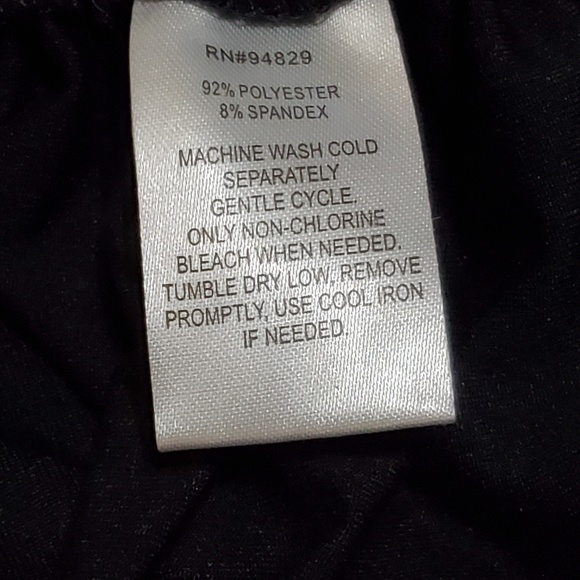 RN#94829
92% POLYESTER
8% SPANDEX
MACHINE WASH COLD
SEPARATELY
GENTLE CYCLE.
ONLY NON-CHLORINE
BLEACH WHEN NEEDED.
TUMBLE DRY LOW, REMOVE
PROMPTLY, USE COOL IRON
IF NEEDED.